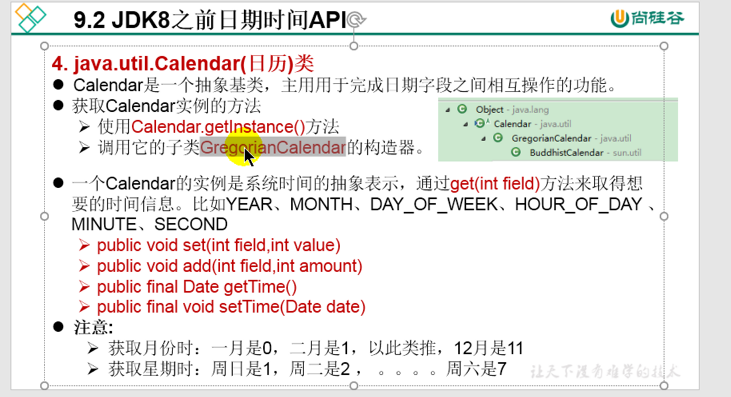 9.2 JDK8之前日期时间API
尚硅谷
4. java.util.Calendar(日历)类
● Calendar是一个抽象基类，主用用于完成日期字段之间相互操作的功能。
● 获取Calendar实例的方法
➢ 使用Calendar.getInstance()方法
➢ 调用它的子类GregorianCalendar的构造器。
Object - java.lang
Calendar - java.util
GregorianCalendar - java.util
BuddhistCalendar - sun.util
● 一个Calendar的实例是系统时间的抽象表示，通过get(int field)方法来取得想
要的时间信息。比如YEAR、MONTH、DAY_OF_WEEK、HOUR_OF_DAY 、
MINUTE、SECOND
➢ public void set(int field,int value)
➢ public void add(int field,int amount)
➢ public final Date getTime()
➢ public final void setTime(Date date)
● 注意:
➢ 获取月份时：一月是0，二月是1，以此类推，12月是11
➢ 获取星期时：周日是1，周二是2 ， 。。。。周六是7
让天下没有难学的技术